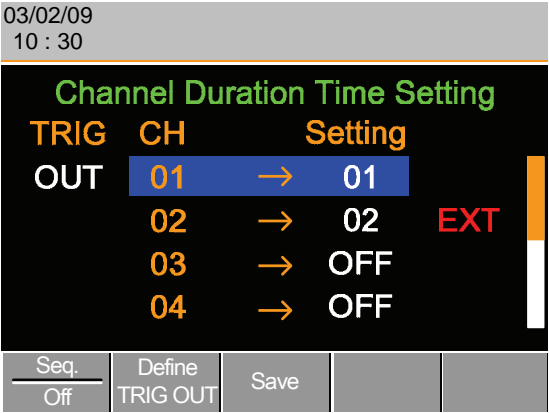 03/02/09
10 : 30
Channel Duration Time Setting
TRIG CH Setting
OUT 01 → 01
02 → 02 EXT
03 → OFF
04 → OFF
Seq.
Off
Define
TRIG OUT
Save